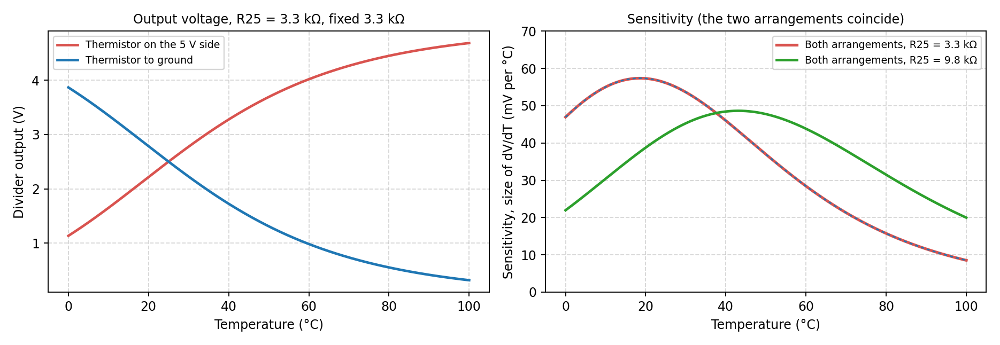 Output voltage, R25 = 3.3 kΩ, fixed 3.3 kΩ
Thermistor on the 5 V side
Thermistor to ground
Divider output (V)
4
3
2
1
0 20 40 60 80 100
Temperature (°C)
Sensitivity (the two arrangements coincide)
Both arrangements, R25 = 3.3 kΩ
Both arrangements, R25 = 9.8 kΩ
Sensitivity, size of dV/dT (mV per °C)
70
60
50
40
30
20
10
0
0 20 40 60 80 100
Temperature (°C)